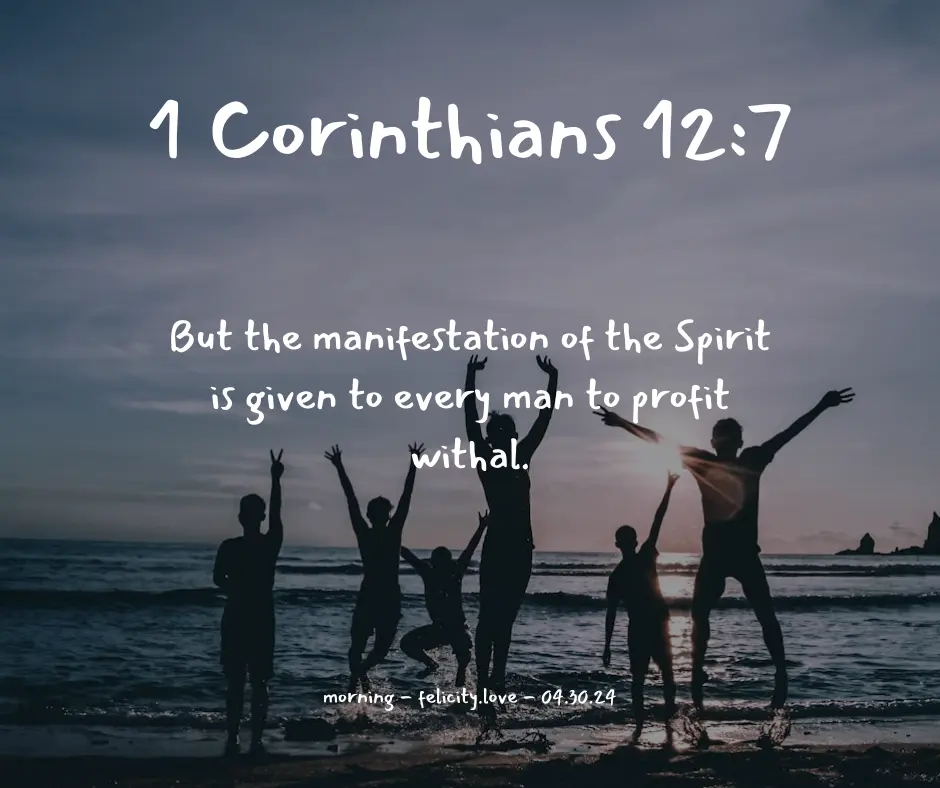 1 Corinthians 12:7
But the manifestation of the Spirit
is given to every man to profit
withal.
morning - felicity.love - 04.30.24